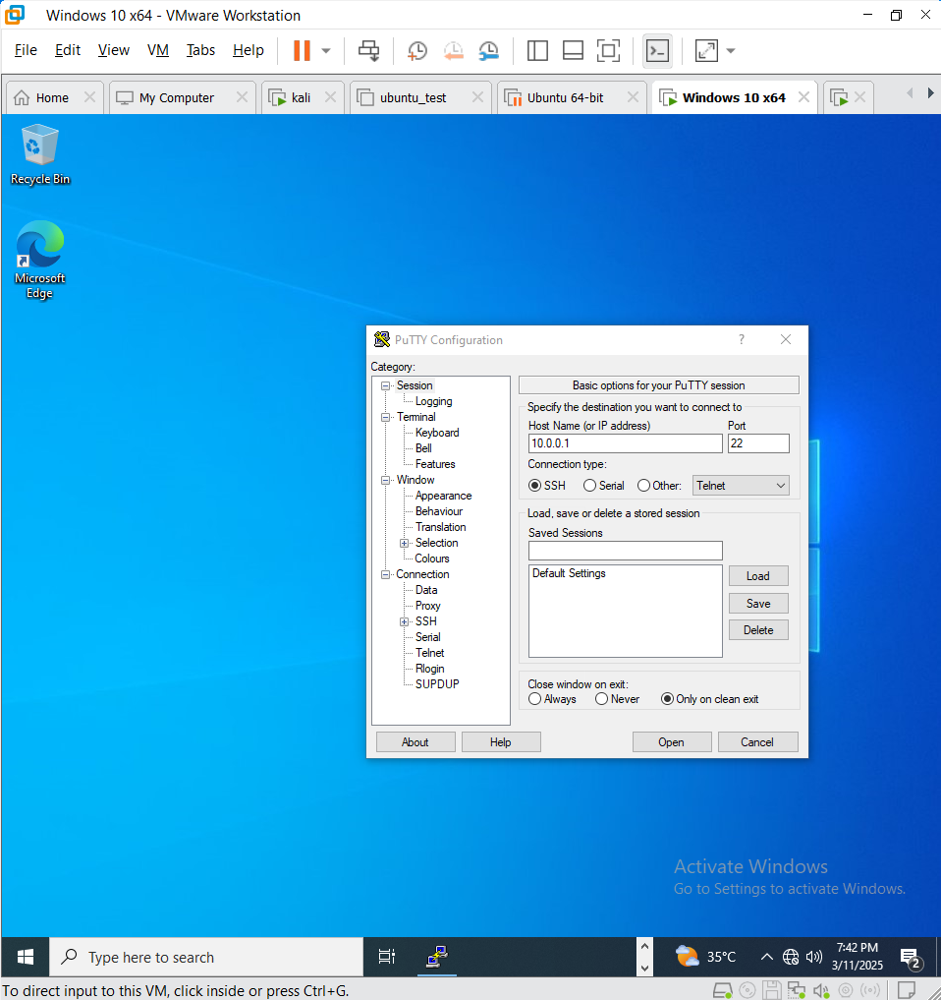 Windows 10 x64 - VMware Workstation
File Edit View VM Tabs Help
Home My Computer kali ubuntu_test Ubuntu 64-bit Windows 10 x64
Recycle Bin
Microsoft
Edge
PuTTY Configuration ?
Category:
Session
Logging
Terminal
Keyboard
Bell
Features
Window
Appearance
Behaviour
Translation
Selection
Colours
Connection
Data
Proxy
SSH
Serial
Telnet
Rlogin
SUPDUP
Basic options for your PuTTY session
Specify the destination you want to connect to
Host Name (or IP address) Port
10.0.0.1 22
Connection type:
SSH Serial Other: Telnet
Load, save or delete a stored session
Saved Sessions
Default Settings
Load
Save
Delete
Close window on exit:
Always Never Only on clean exit
About Help Open Cancel
Activate Windows
Go to Settings to activate Windows.
Type here to search
35°C
7:42 PM
3/11/2025
2
To direct input to this VM, click inside or press Ctrl+G.